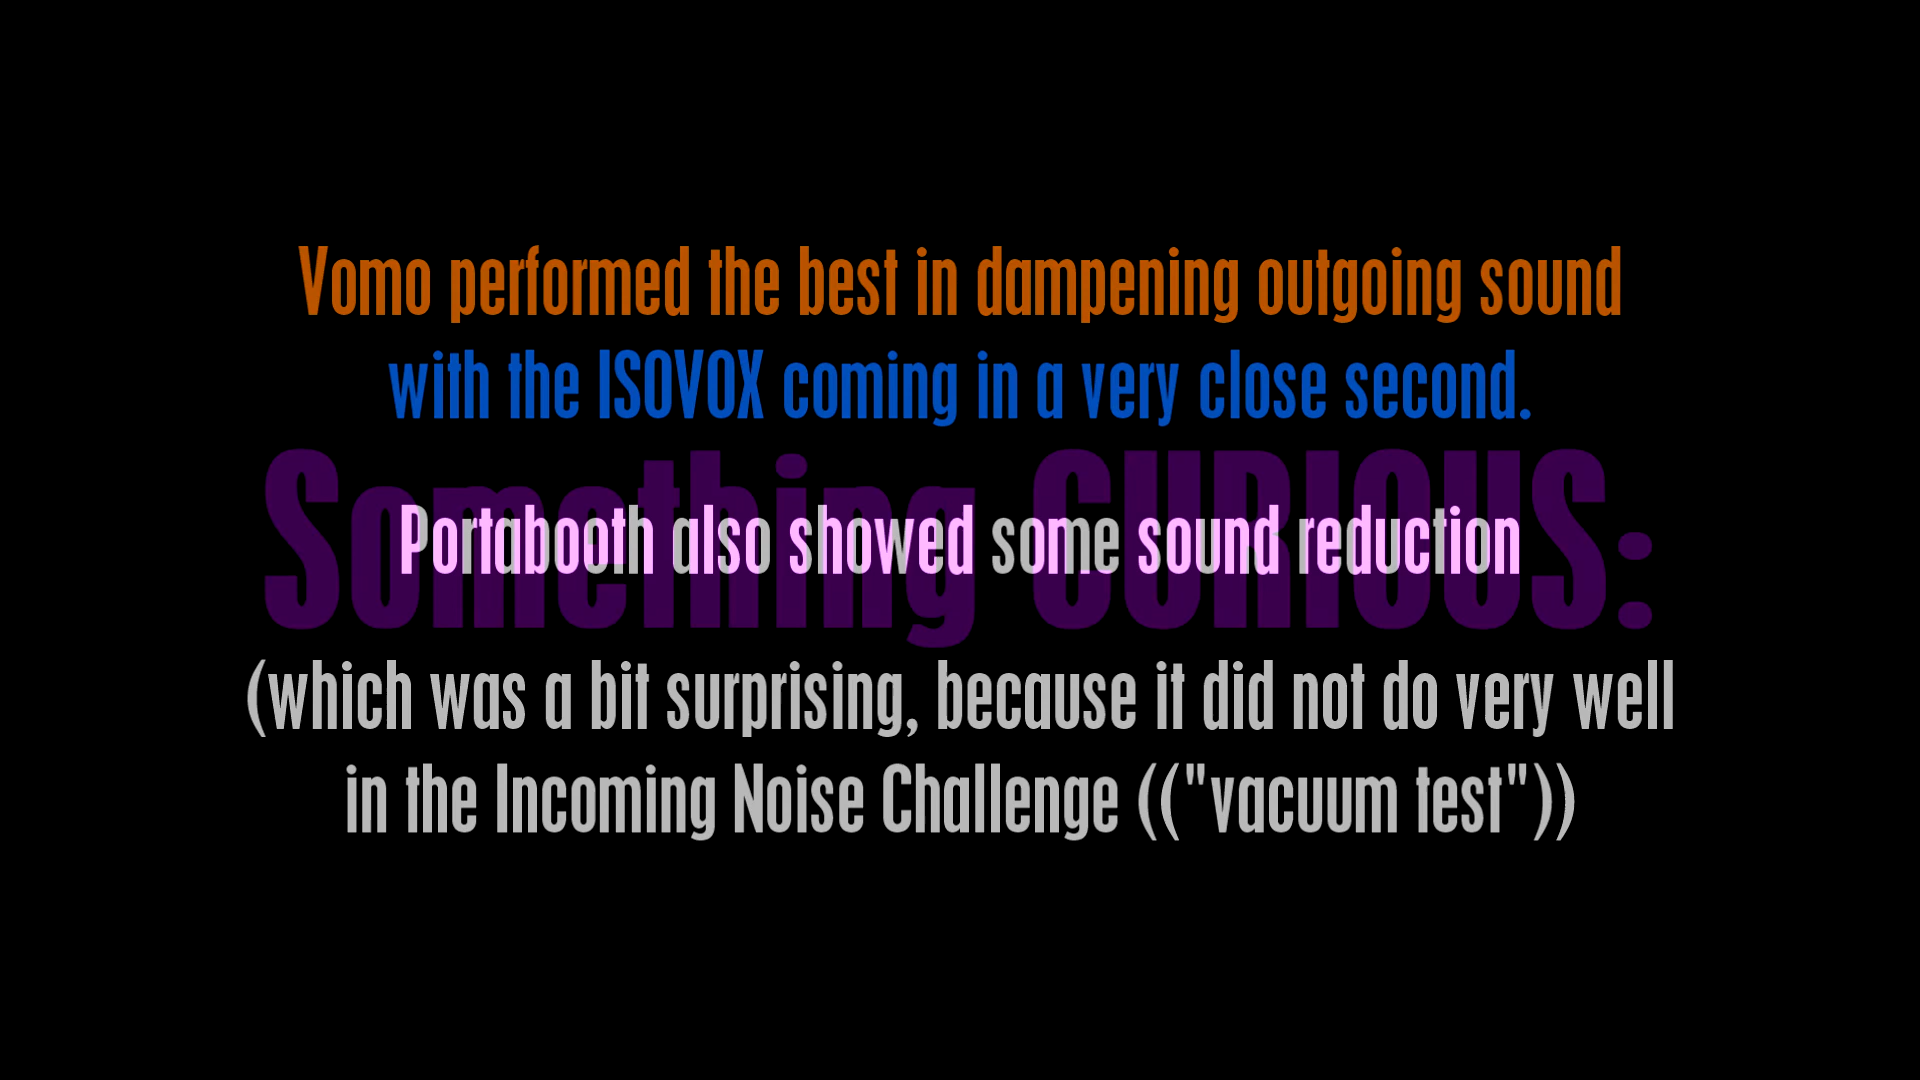 Vomo performed the best in dampening outgoing sound
with the ISOVOX coming in a very close second.
Something CURIOUS:
Portabooth also showed some sound reduction
(which was a bit surprising, because it did not do very well
in the Incoming Noise Challenge (("vacuum test"))